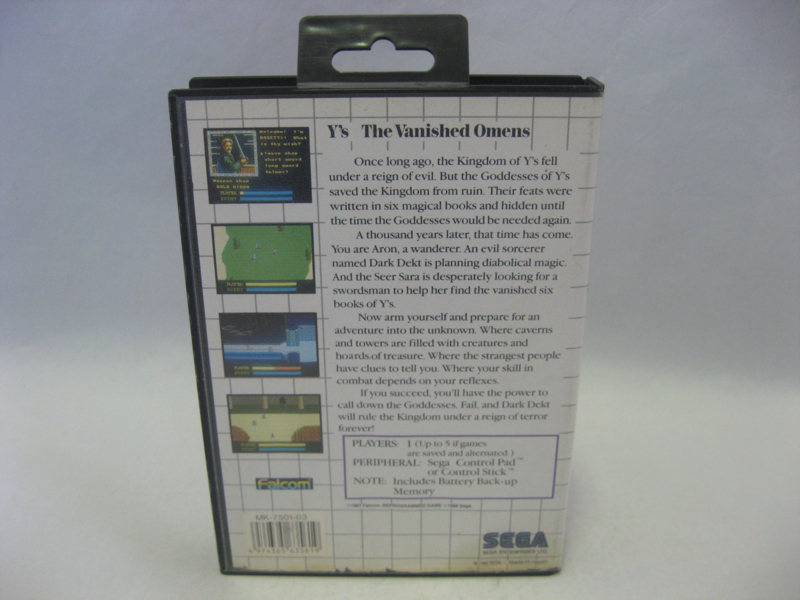 Y's The Vanished Omens
Once long ago, the Kingdom of Y's fell
under a reign of evil. But the Goddesses of Y's
saved the Kingdom from ruin. Their feats were
written in six magical books and hidden until
the time the Goddesses would be needed again.
A thousand years later, that time has come.
You are Aron, a wanderer. An evil sorcerer
named Dark Dekt is planning diabolical magic.
And the Seer Sara is desperately looking for a
swordsman to help her find the vanished six
books of Y's.
Now arm yourself and prepare for an
adventure into the unknown. Where caverns
and towers are filled with creatures and
hoards of treasure. Where the strangest people
have clues to tell you. Where your skill in
combat depends on your reflexes.
If you succeed, you'll have the power to
call down the Goddesses. Fail, and Dark Dekt
will rule the Kingdom under a reign of terror
forever!
PLAYERS: 1 (Up to 5 if games
are saved and alternated.)
PERIPHERAL: Sega Control Pad™
or Control Stick™
NOTE: Includes Battery Back-up
Memory
Falcom
MK-7501-03
SEGA
SEGA ENTERPRISES LTD.